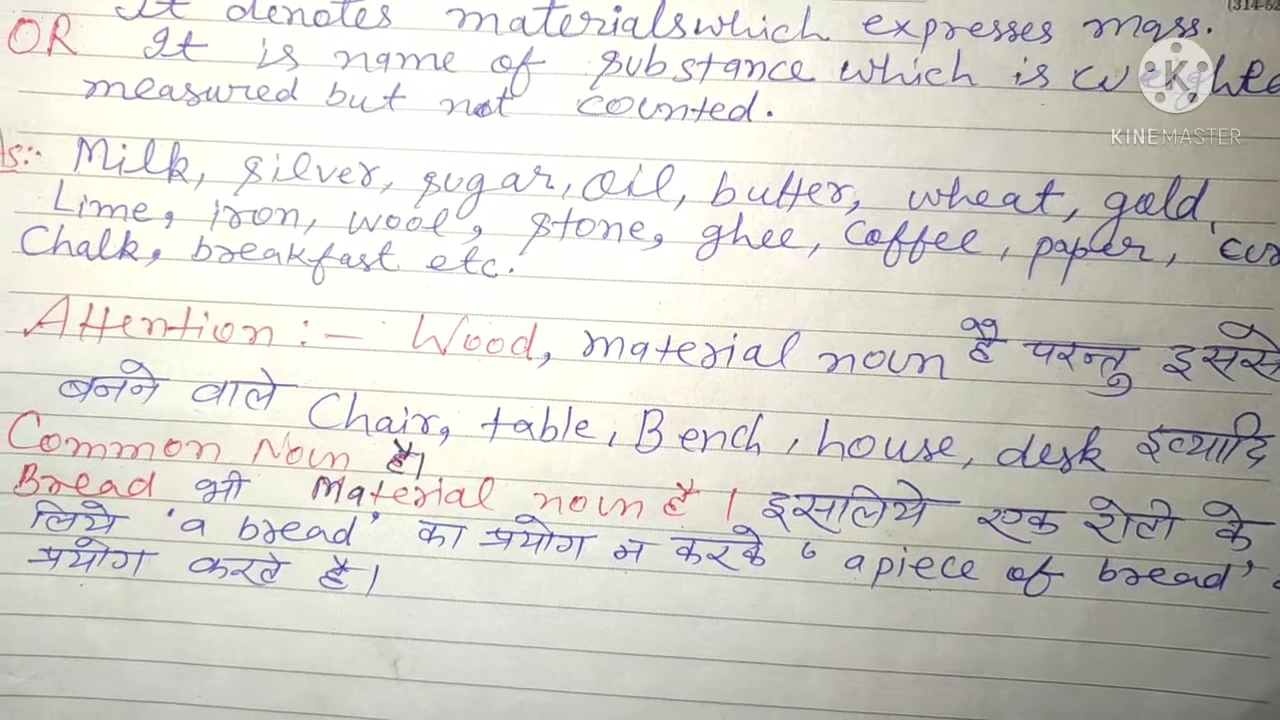 (314-52
It denotes materials which expresses mass.
OR It is name of substance which is weighted
measured but not counted.
As:- Milk, silver, sugar, oil, butter, wheat, gold,
Lime, iron, wool, stone, ghee, coffee, paper,
Chalk, breakfast etc.
Attention :- Wood, material noun है परन्तु इससे
बनने वाले Chair, table, Bench, house, desk इत्यादि
Common Noun है।
Bread भी Material noun है। इसलिये एक रोटी के
लिये 'a bread' का प्रयोग न करके 'a piece of bread'
प्रयोग करते है।
K
KINEMASTER